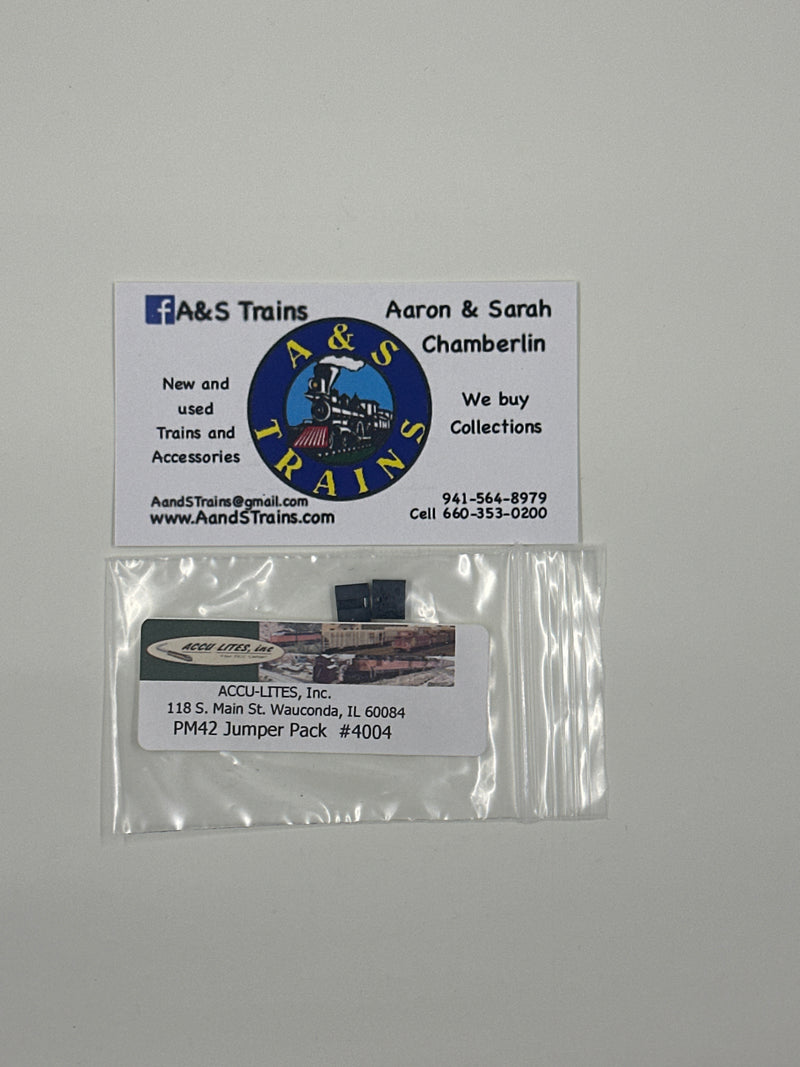 A&S Trains
Aaron & Sarah
Chamberlin
A & S
TRAINS
New and
used
Trains and
Accessories
We buy
Collections
AandSTrains@gmail.com
www.AandSTrains.com
941-564-8979
Cell 660-353-0200
ACCU LITES, inc
ACCU-LITES, Inc.
118 S. Main St. Wauconda, IL 60084
PM42 Jumper Pack #4004